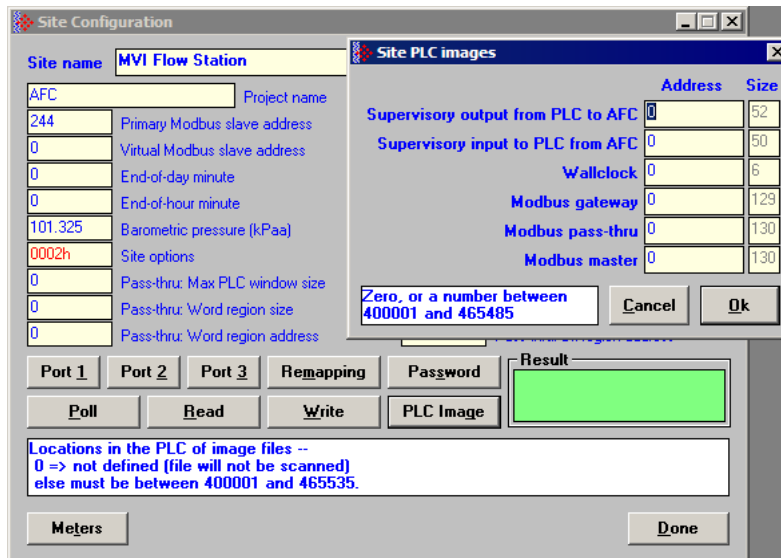 Site Configuration
Site name MVI Flow Station
AFC Project name
244 Primary Modbus slave address
0 Virtual Modbus slave address
0 End-of-day minute
0 End-of-hour minute
101.325 Barometric pressure (kPaa)
0002h Site options
0 Pass-thru: Max PLC window size
0 Pass-thru: Word region size
0 Pass-thru: Word region address
Site PLC images
Address Size
Supervisory output from PLC to AFC 0 52
Supervisory input to PLC from AFC 0 50
Wallclock 0 6
Modbus gateway 0 129
Modbus pass-thru 0 130
Modbus master 0 130
Zero, or a number between
400001 and 465485
Cancel Ok
Port 1 Port 2 Port 3 Remapping Password
Result
Poll Read Write PLC Image
Locations in the PLC of image files --
0 => not defined (file will not be scanned)
else must be between 400001 and 465535.
Meters Done